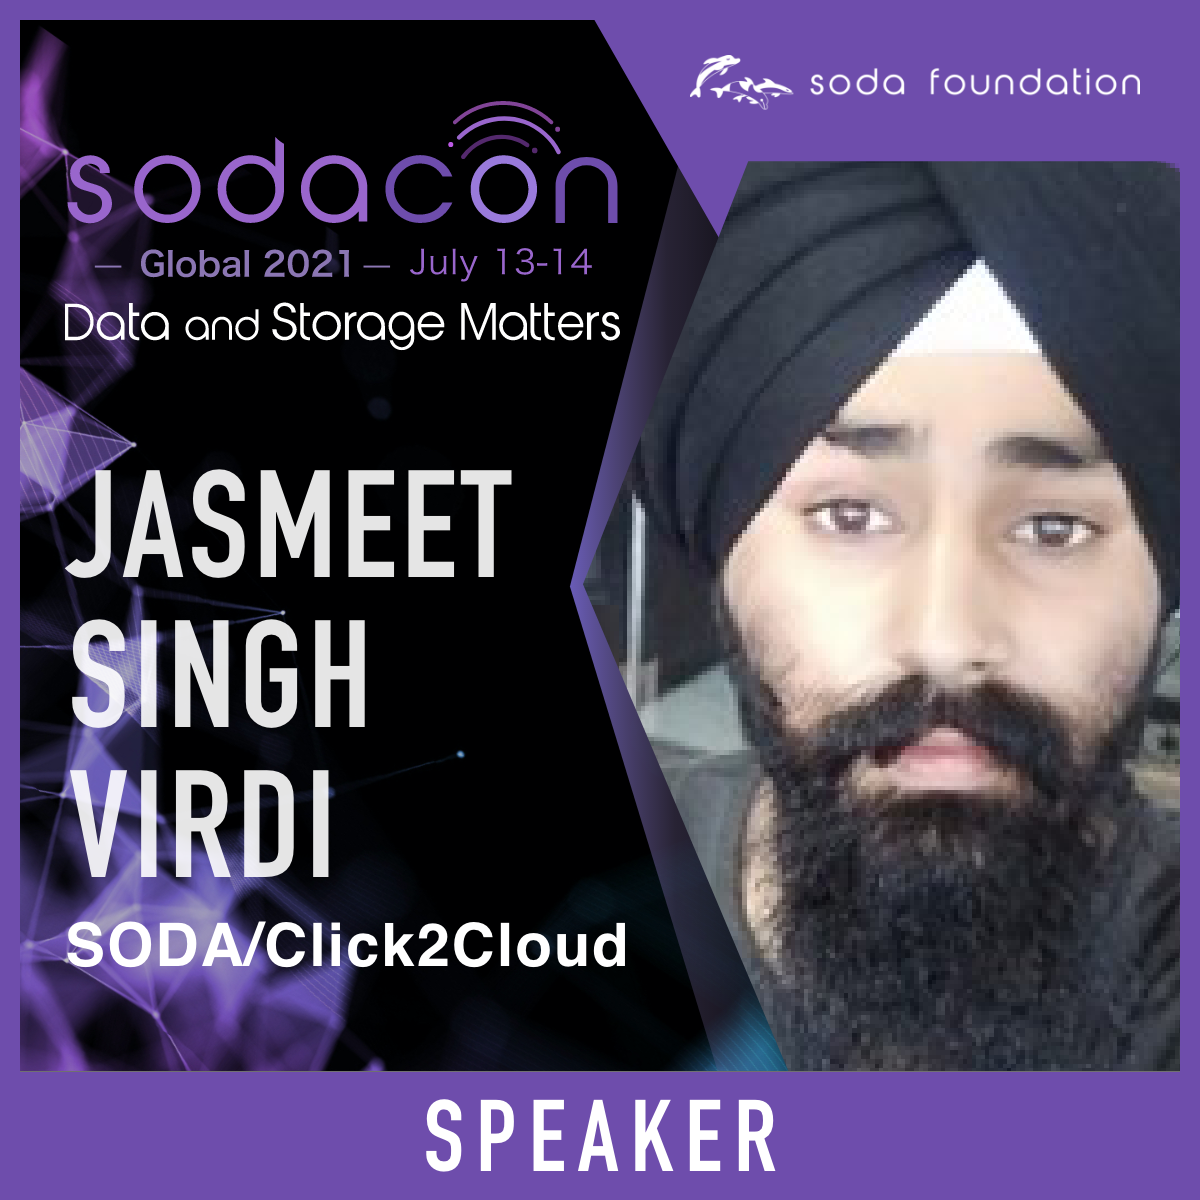 soda foundation
sodacon
— Global 2021 — July 13-14
Data and Storage Matters
JASMEET
SINGH
VIRDI
SODA/Click2Cloud
SPEAKER